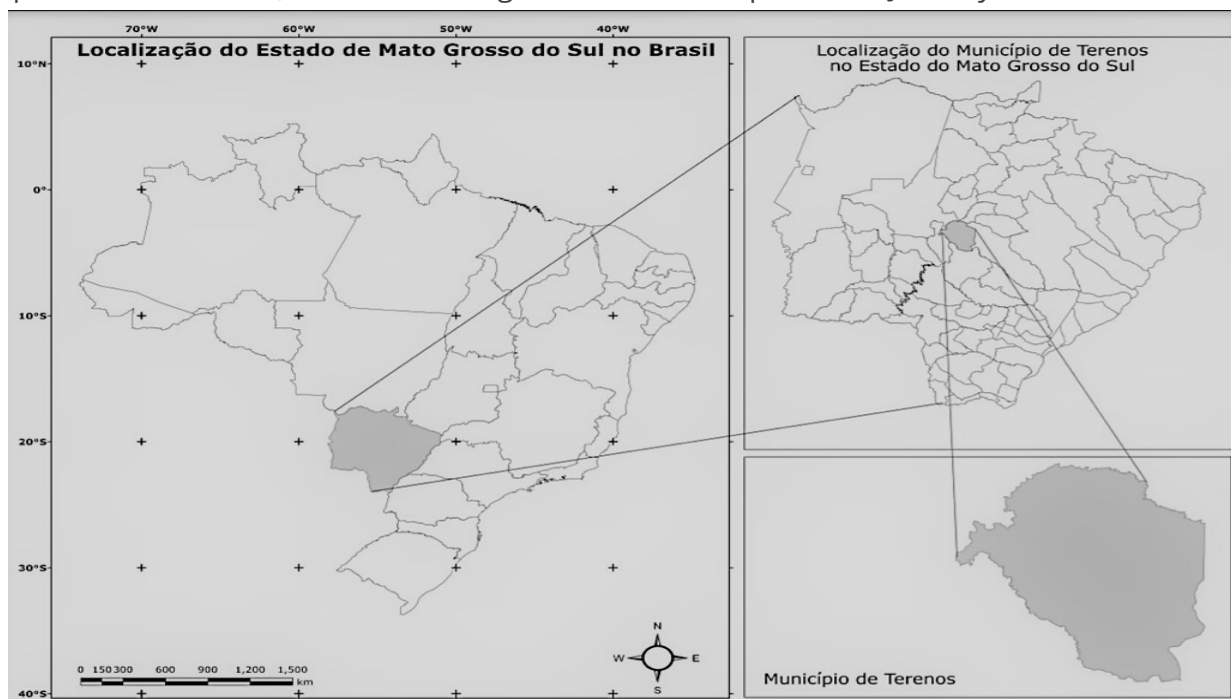 70°W 60°W 50°W 40°W
Localização do Estado de Mato Grosso do Sul no Brasil
10°N
0°
10°S
20°S
30°S
40°S
N
W E
S
0 150300 600 900 1,200 1,500
km
Localização do Município de Terenos
no Estado do Mato Grosso do Sul
Município de Terenos